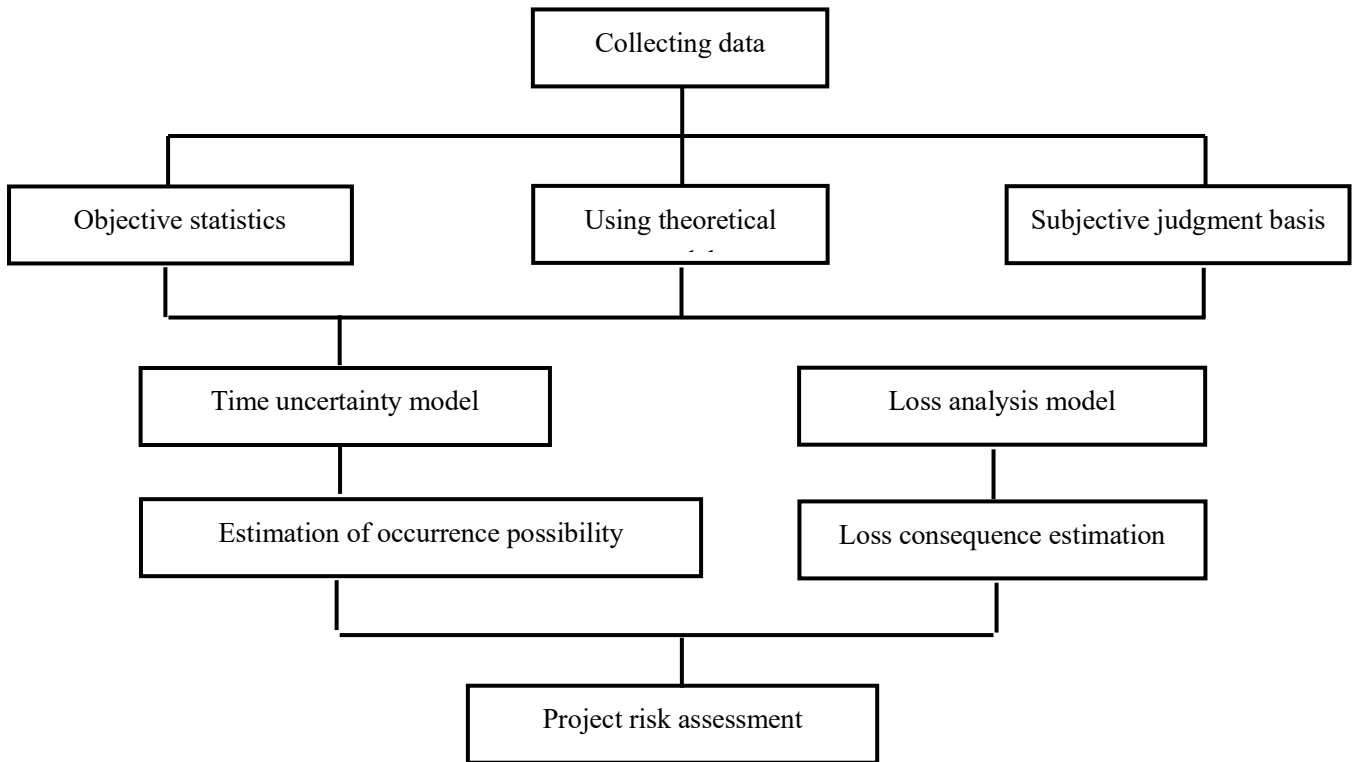 Collecting data
Objective statistics
Using theoretical
Subjective judgment basis
Time uncertainty model
Loss analysis model
Estimation of occurrence possibility
Loss consequence estimation
Project risk assessment